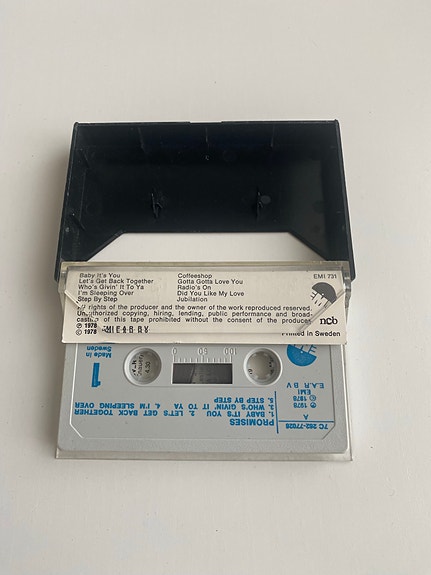 EMI 731
Baby It's You
Let's Get Back Together
Who's Givin' It To Ya
I'm Sleeping Over
Step By Step
Coffeeshop
Gotta Gotta Love You
Radio's On
Did You Like My Love
Jubilation
rights of the producer and the owner of the work reproduced reserved.
Unauthorized copying, hiring, lending, public performance and broad-
casting of this tape prohibited without the consent of the producer
℗ 1978
© 1978
ncb
Printed in Sweden
7C 262-77026
A
℗ 1978
© 1978
EMI
E.A.R. B V
PROMISES
1. BABY IT'S YOU 2. LET'S GET BACK TOGETHER
3. WHO'S GIVIN' IT TO YA 4. I'M SLEEPING OVER
5. STEP BY STEP
100 50 0
1
Made in
Sweden